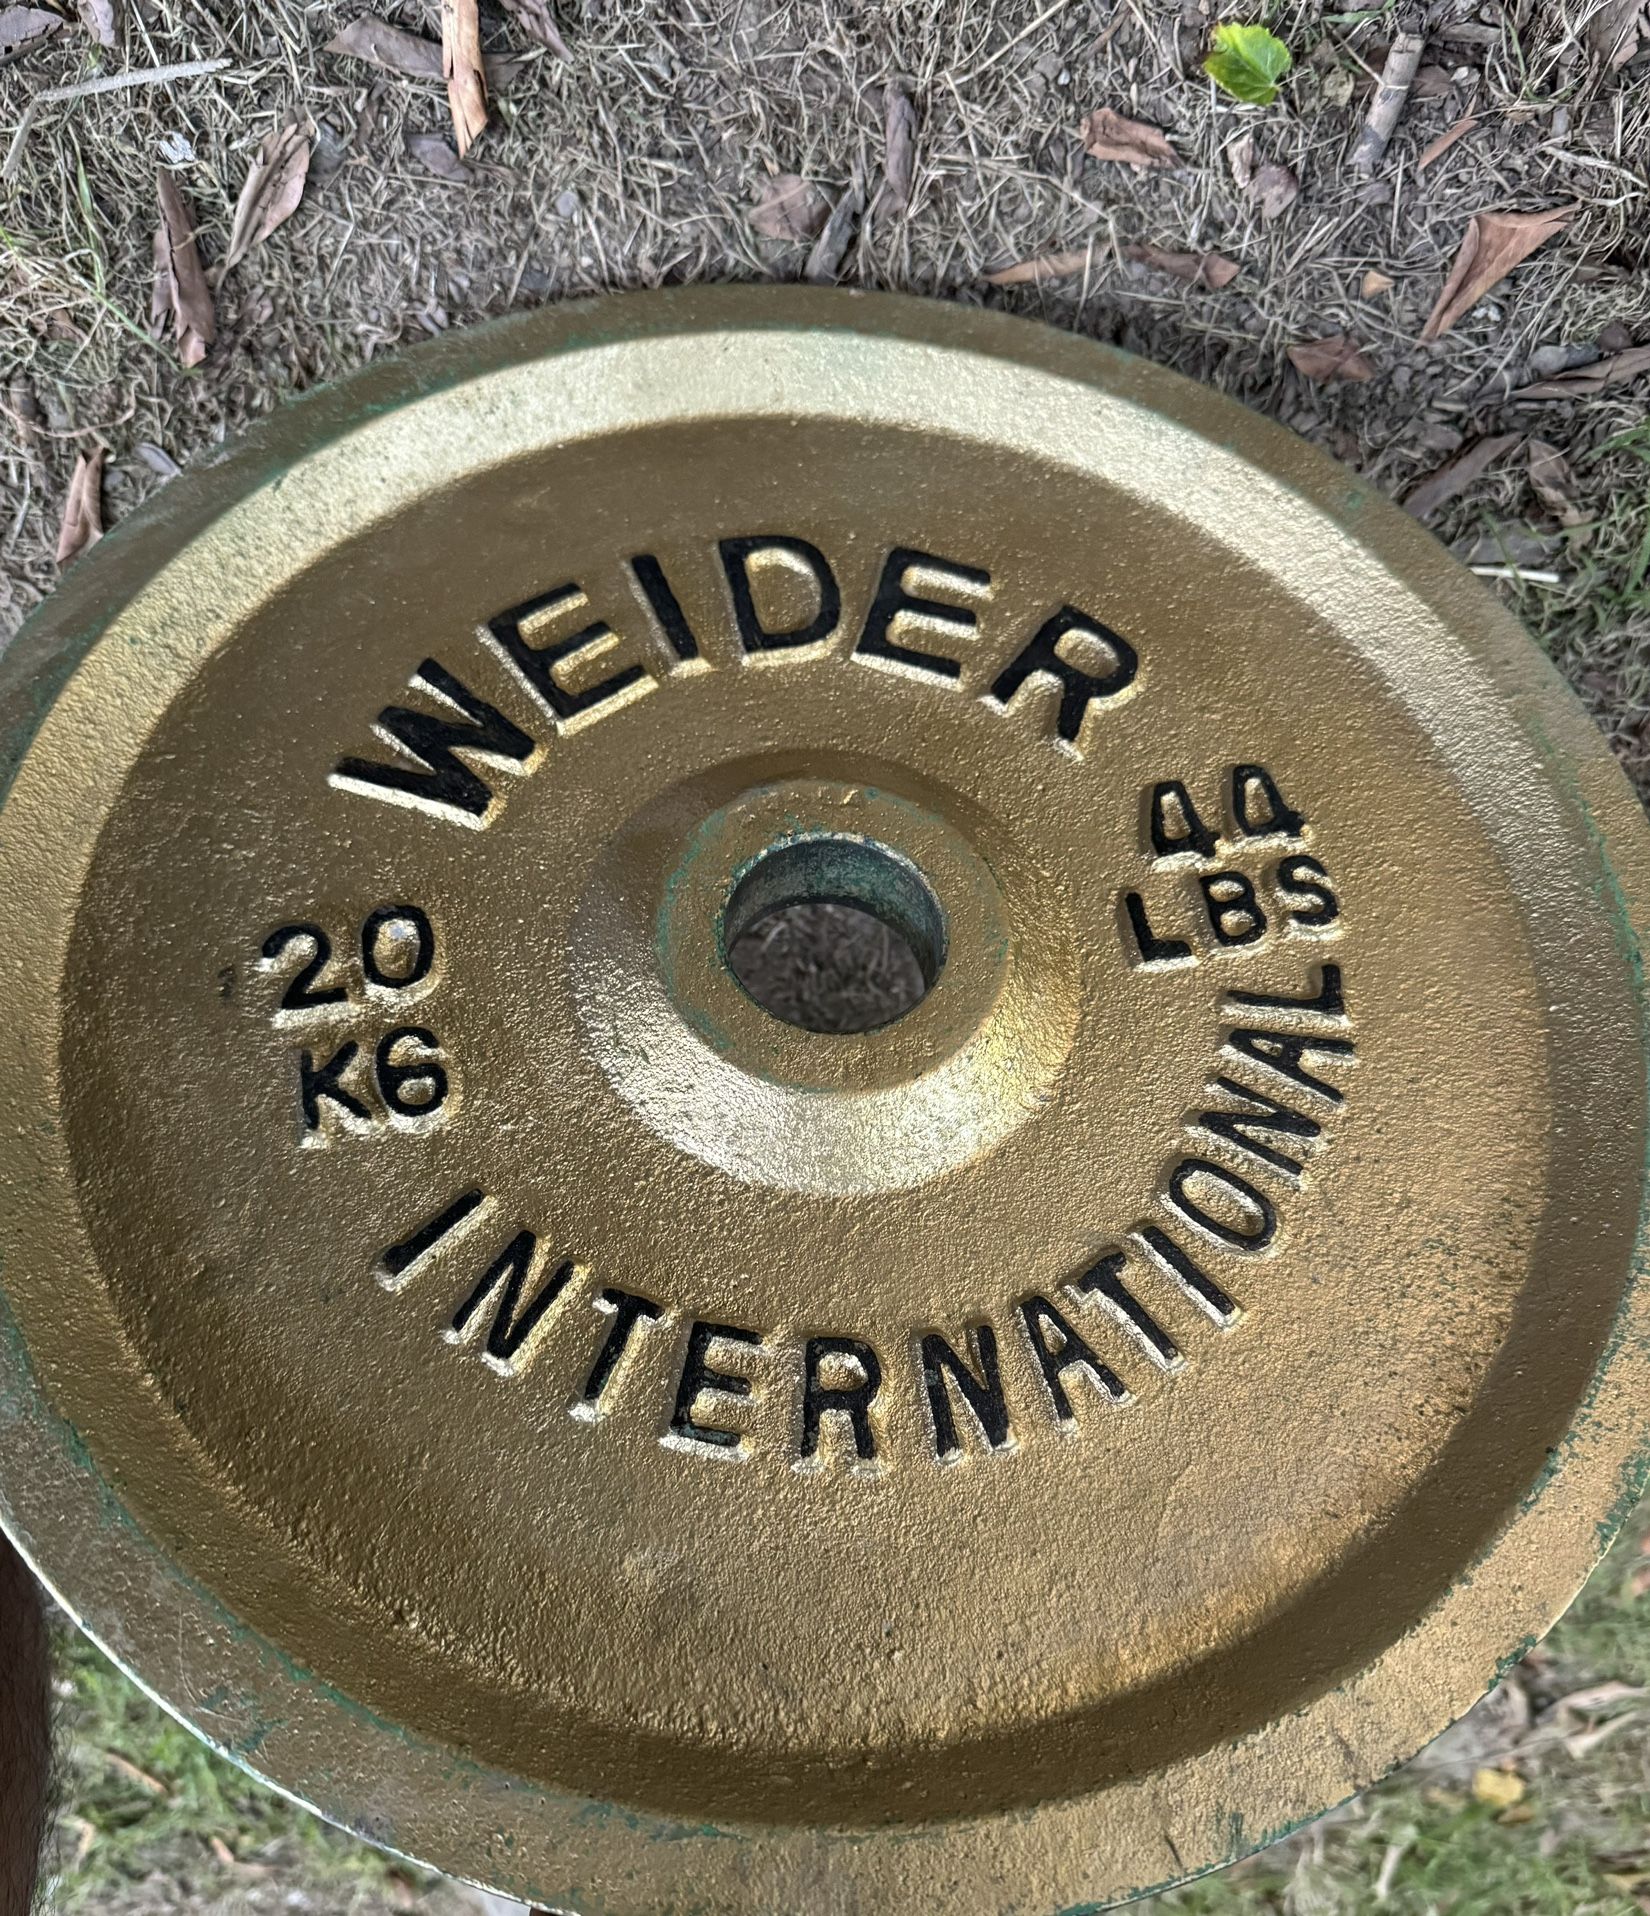 WEIDER
44
LBS
20
KG
INTERNATIONAL